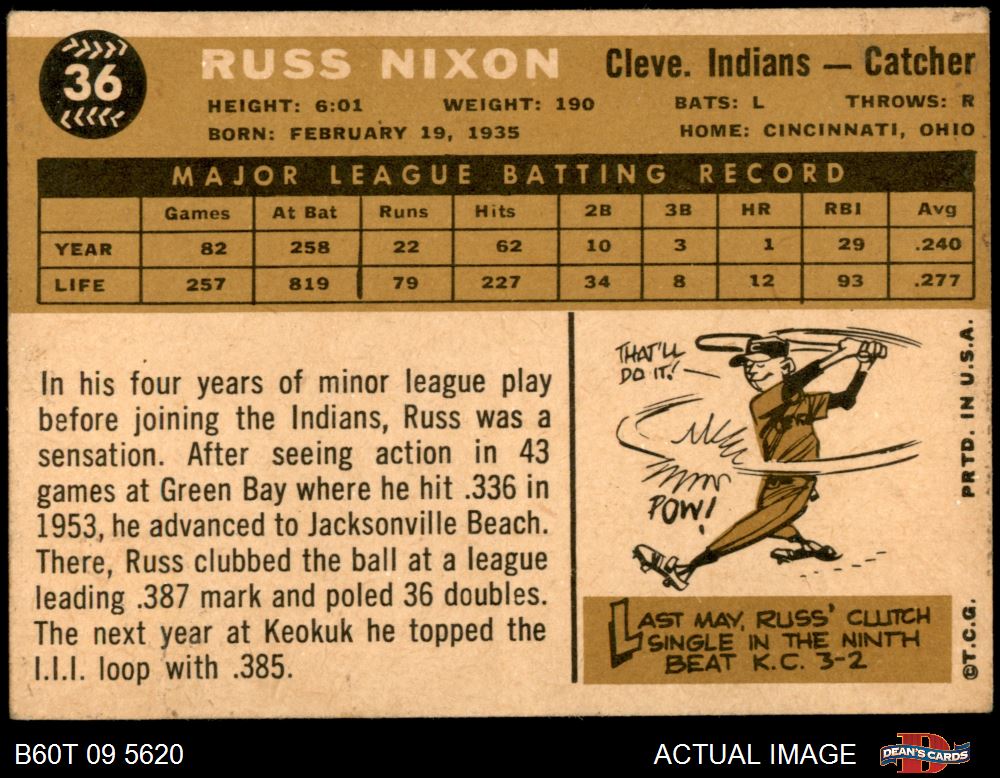 36
RUSS NIXON
Cleve. Indians — Catcher
HEIGHT: 6:01 WEIGHT: 190 BATS: L THROWS: R
BORN: FEBRUARY 19, 1935 HOME: CINCINNATI, OHIO
MAJOR LEAGUE BATTING RECORD
Games At Bat Runs Hits 2B 3B HR RBI Avg
YEAR 82 258 22 62 10 3 1 29 .240
LIFE 257 819 79 227 34 8 12 93 .277
In his four years of minor league play
before joining the Indians, Russ was a
sensation. After seeing action in 43
games at Green Bay where he hit .336 in
1953, he advanced to Jacksonville Beach.
There, Russ clubbed the ball at a league
leading .387 mark and poled 36 doubles.
The next year at Keokuk he topped the
I.I.I. loop with .385.
THAT'LL
DO IT!
POW!
LAST MAY, RUSS' CLUTCH
SINGLE IN THE NINTH
BEAT K.C. 3-2
PRTD. IN U.S.A.
©T.C.G.
B60T 09 5620
ACTUAL IMAGE
D
DEAN'S CARDS